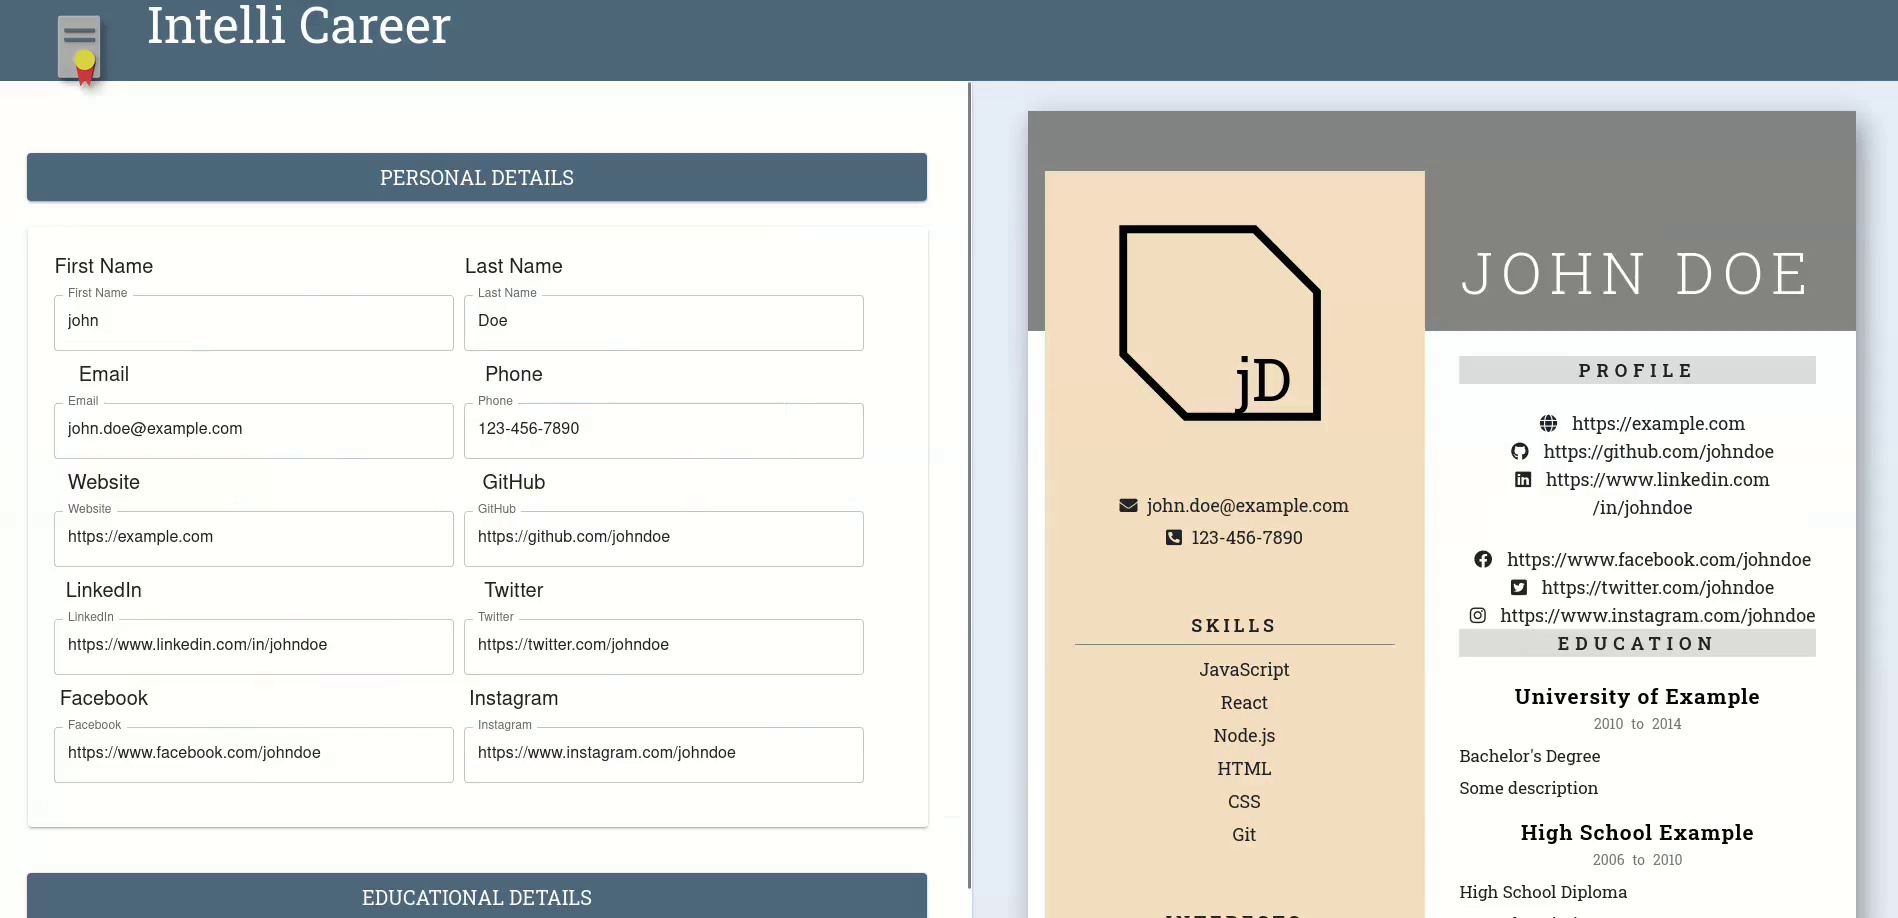 Intelli Career
PERSONAL DETAILS
First Name
Last Name
First Name
Last Name
john
Doe
Email
Phone
Email
Phone
john.doe@example.com
123-456-7890
Website
GitHub
Website
GitHub
https://example.com
https://github.com/johndoe
LinkedIn
Twitter
LinkedIn
Twitter
https://www.linkedin.com/in/johndoe
https://twitter.com/johndoe
Facebook
Instagram
Facebook
Instagram
https://www.facebook.com/johndoe
https://www.instagram.com/johndoe
EDUCATIONAL DETAILS
jD
john.doe@example.com
123-456-7890
SKILLS
JavaScript
React
Node.js
HTML
CSS
Git
INTERESTS
JOHN DOE
PROFILE
https://example.com
https://github.com/johndoe
https://www.linkedin.com
/in/johndoe
https://www.facebook.com/johndoe
https://twitter.com/johndoe
https://www.instagram.com/johndoe
EDUCATION
University of Example
2010 to 2014
Bachelor's Degree
Some description
High School Example
2006 to 2010
High School Diploma